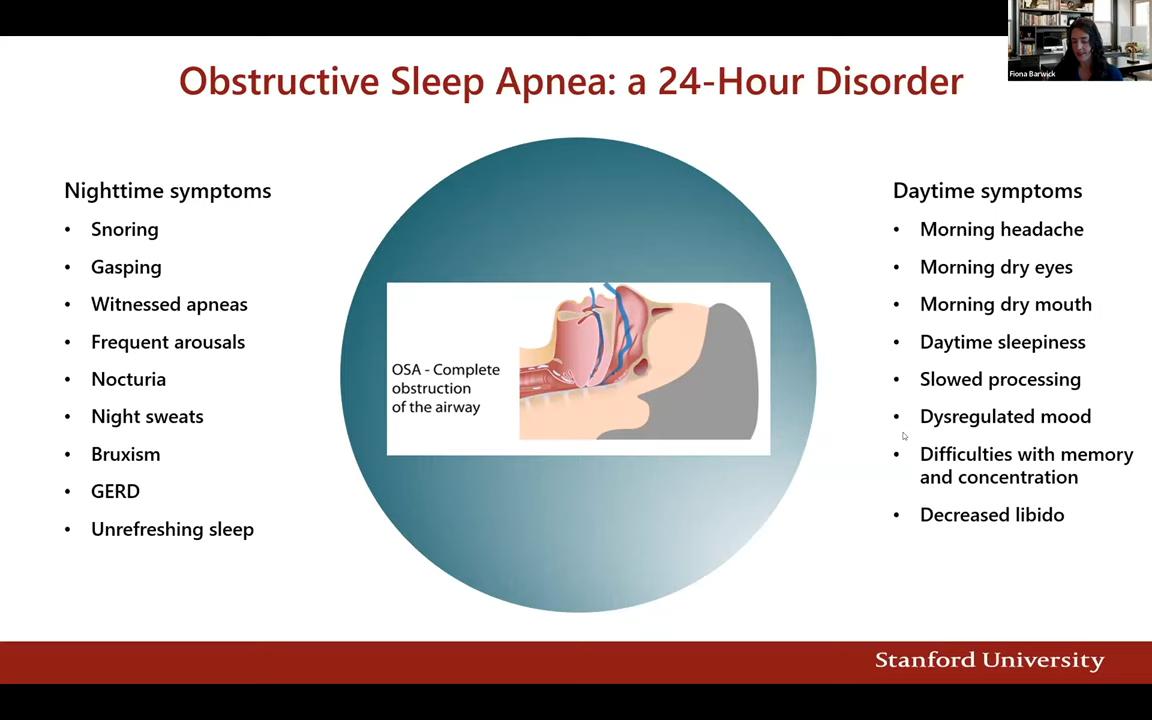 Fiona Barwick
Obstructive Sleep Apnea: a 24-Hour Disorder
Nighttime symptoms
• Snoring
• Gasping
• Witnessed apneas
• Frequent arousals
• Nocturia
• Night sweats
• Bruxism
• GERD
• Unrefreshing sleep
OSA - Complete
obstruction
of the airway
Daytime symptoms
• Morning headache
• Morning dry eyes
• Morning dry mouth
• Daytime sleepiness
• Slowed processing
• Dysregulated mood
• Difficulties with memory
and concentration
• Decreased libido
Stanford University